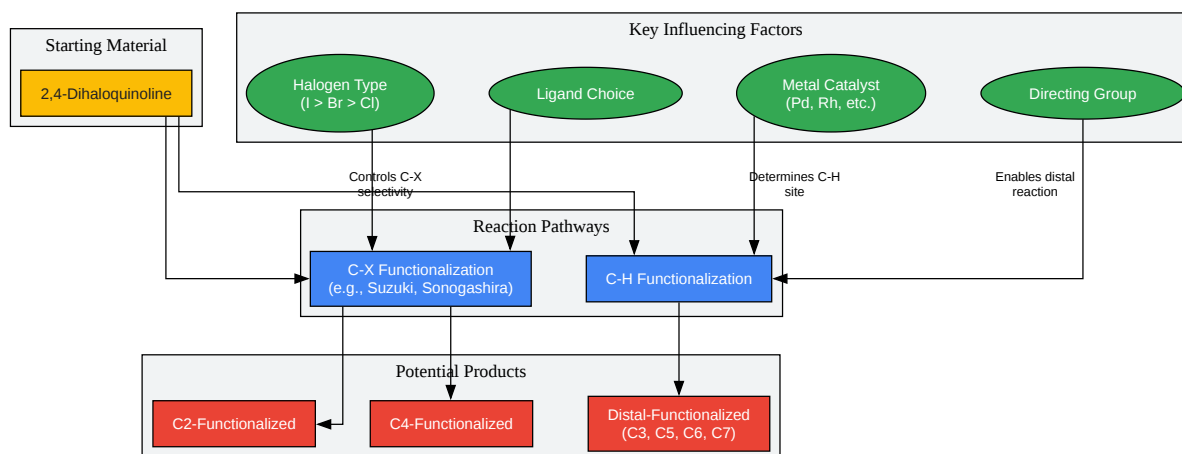 Key Influencing Factors
Starting Material
2,4-Dihaloquinoline
Halogen Type
(I > Br > Cl)
Ligand Choice
Metal Catalyst
(Pd, Rh, etc.)
Directing Group
Controls C-X
selectivity
Determines C-H
site
Enables distal
reaction
Reaction Pathways
C-X Functionalization
(e.g., Suzuki, Sonogashira)
C-H Functionalization
Potential Products
C2-Functionalized
C4-Functionalized
Distal-Functionalized
(C3, C5, C6, C7)